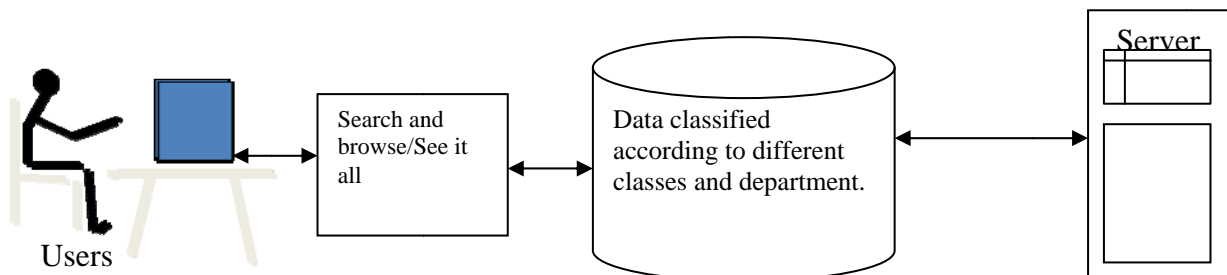 Server
Search and
browse/See it
all
Data classified
according to different
classes and department.
Users